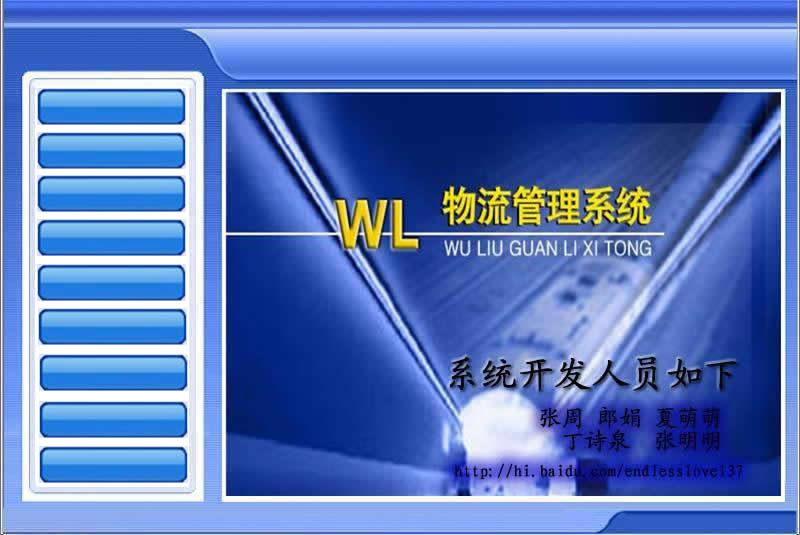 WL
物流管理系统
WU LIU GUAN LI XI TONG
系统开发人员如下
张周 郎娟 夏萌萌
丁诗泉 张明明
http://hi.baidu.com/endlesslove137